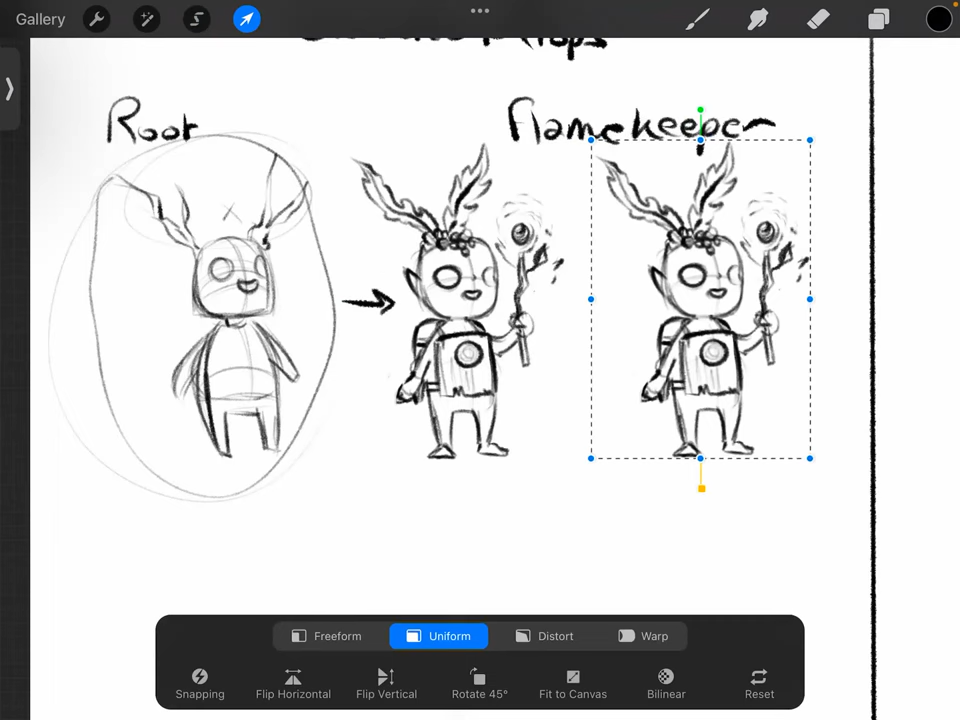 Gallery
Root
Flamekeeper
Freeform
Uniform
Distort
Warp
Snapping
Flip Horizontal
Flip Vertical
Rotate 45°
Fit to Canvas
Bilinear
Reset